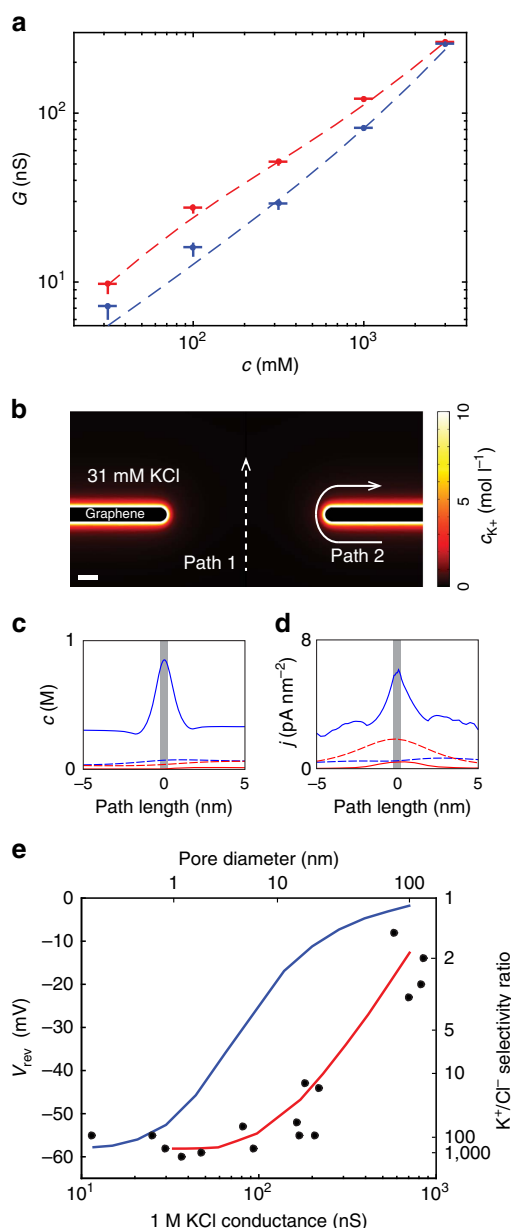 a
G (nS)
10²
10¹
10²
10³
c (mM)
b
31 mM KCl
Graphene
Path 1
Path 2
10
5
0
c_K+ (mol l⁻¹)
c
c (M)
1
0
−5 0 5
Path length (nm)
d
j (pA nm⁻²)
8
0
−5 0 5
Path length (nm)
e
Pore diameter (nm)
1 10 100
V_rev (mV)
0
−10
−20
−30
−40
−50
−60
1
2
5
10
100
1,000
K⁺/Cl⁻ selectivity ratio
10¹ 10² 10³
1 M KCl conductance (nS)